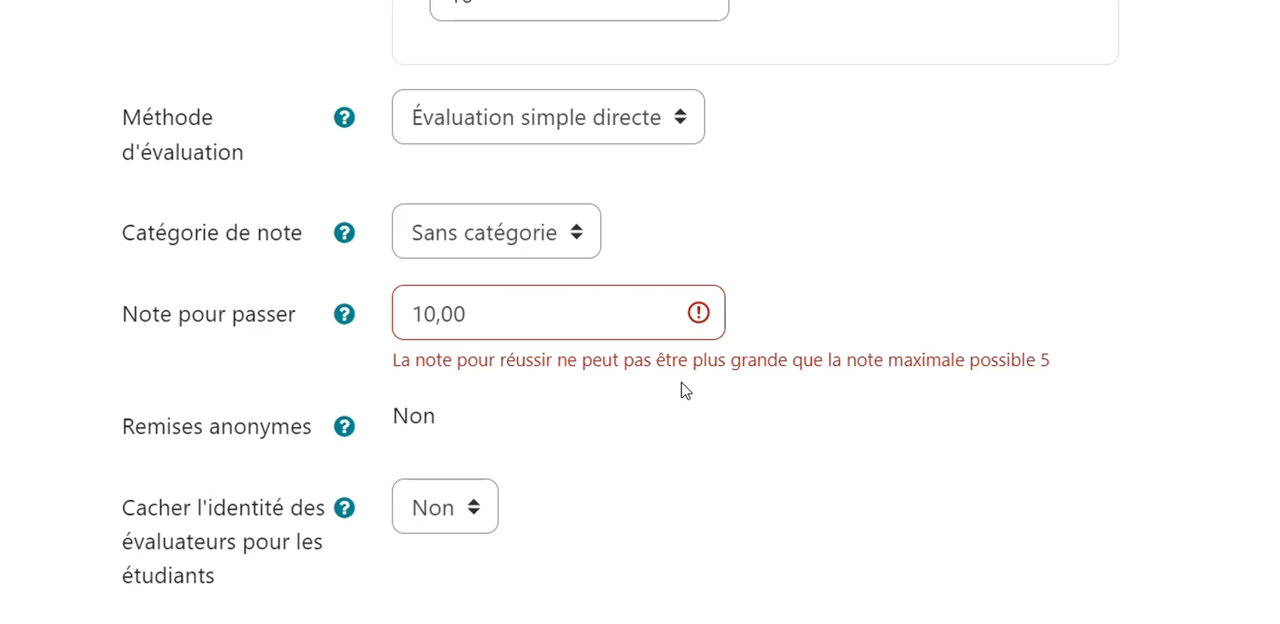 Méthode
d'évaluation
Évaluation simple directe
Catégorie de note
Sans catégorie
Note pour passer
10,00
La note pour réussir ne peut pas être plus grande que la note maximale possible 5
Remises anonymes
Non
Cacher l'identité des
évaluateurs pour les
étudiants
Non